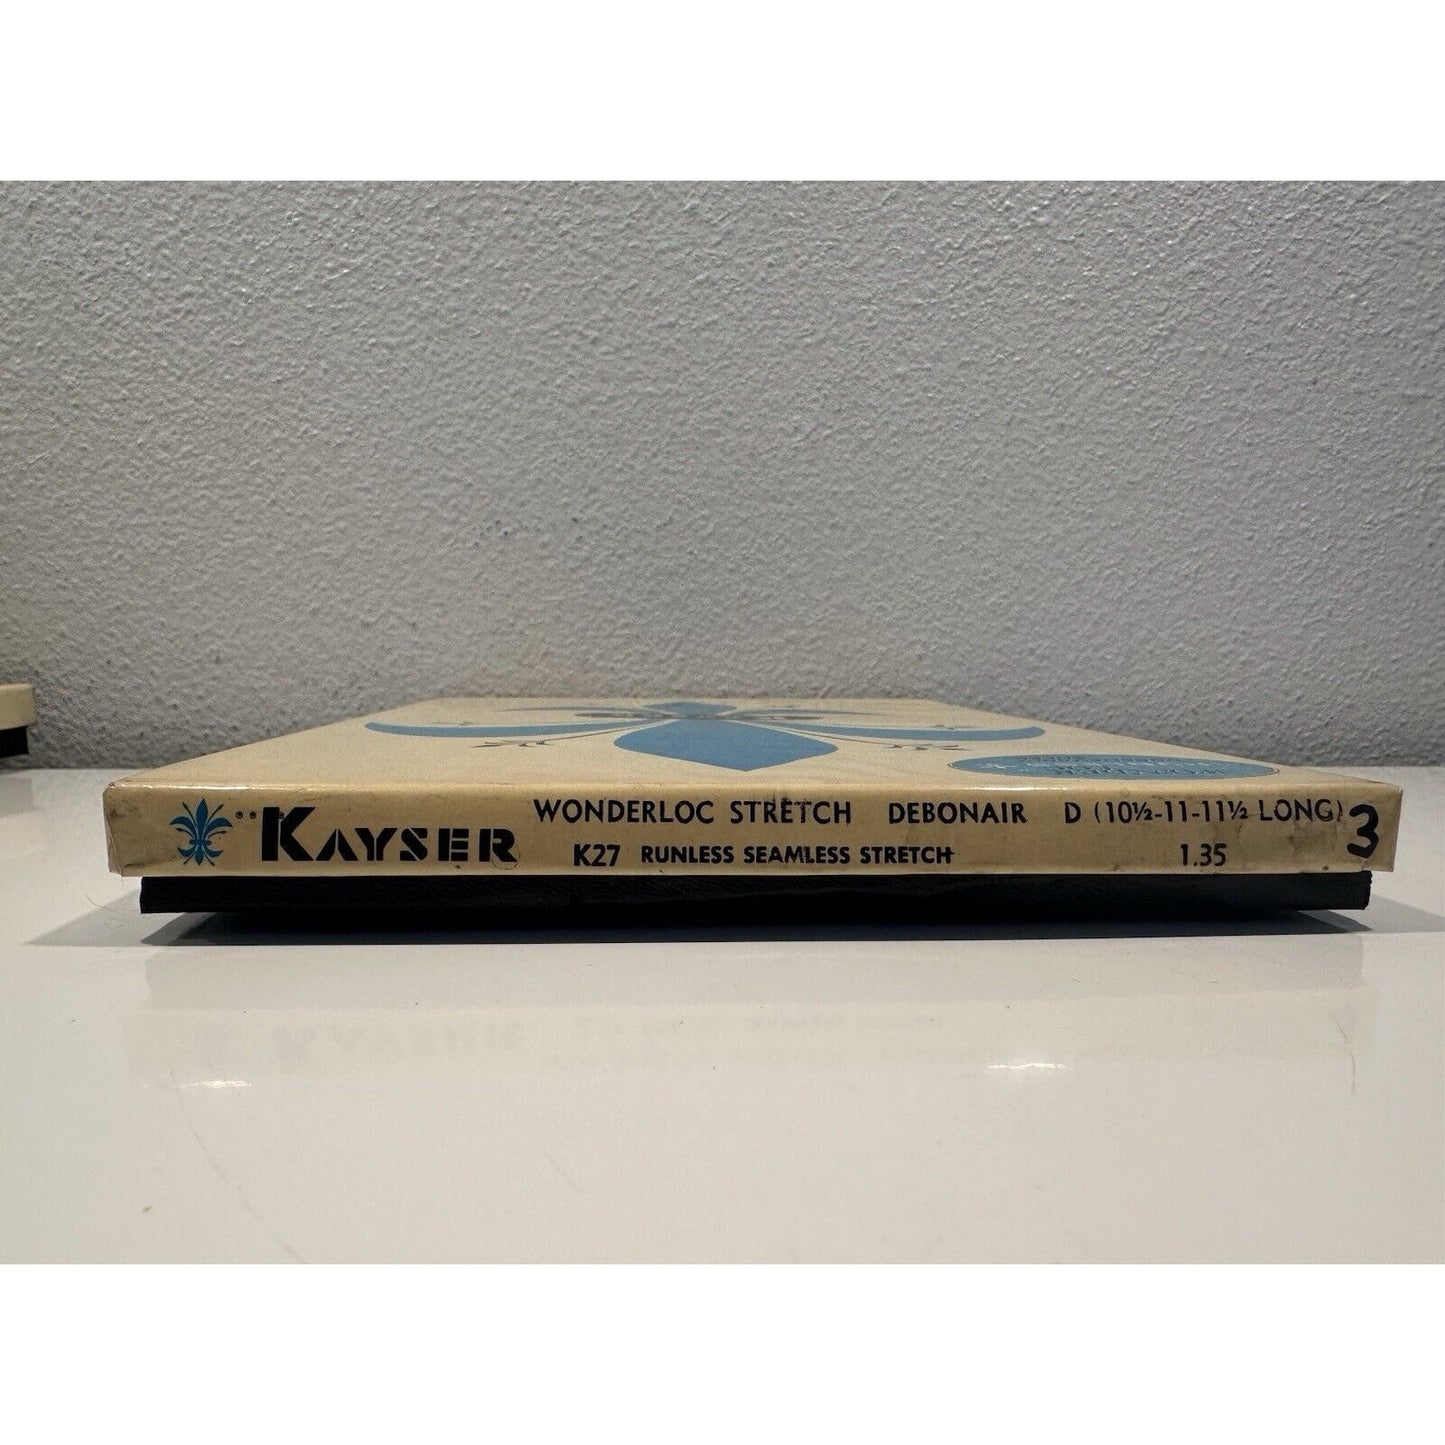 KAYSER
WONDERLOC STRETCH DEBONAIR D (10½-11-11½ LONG)
K27 RUNLESS SEAMLESS STRETCH 1.35
3